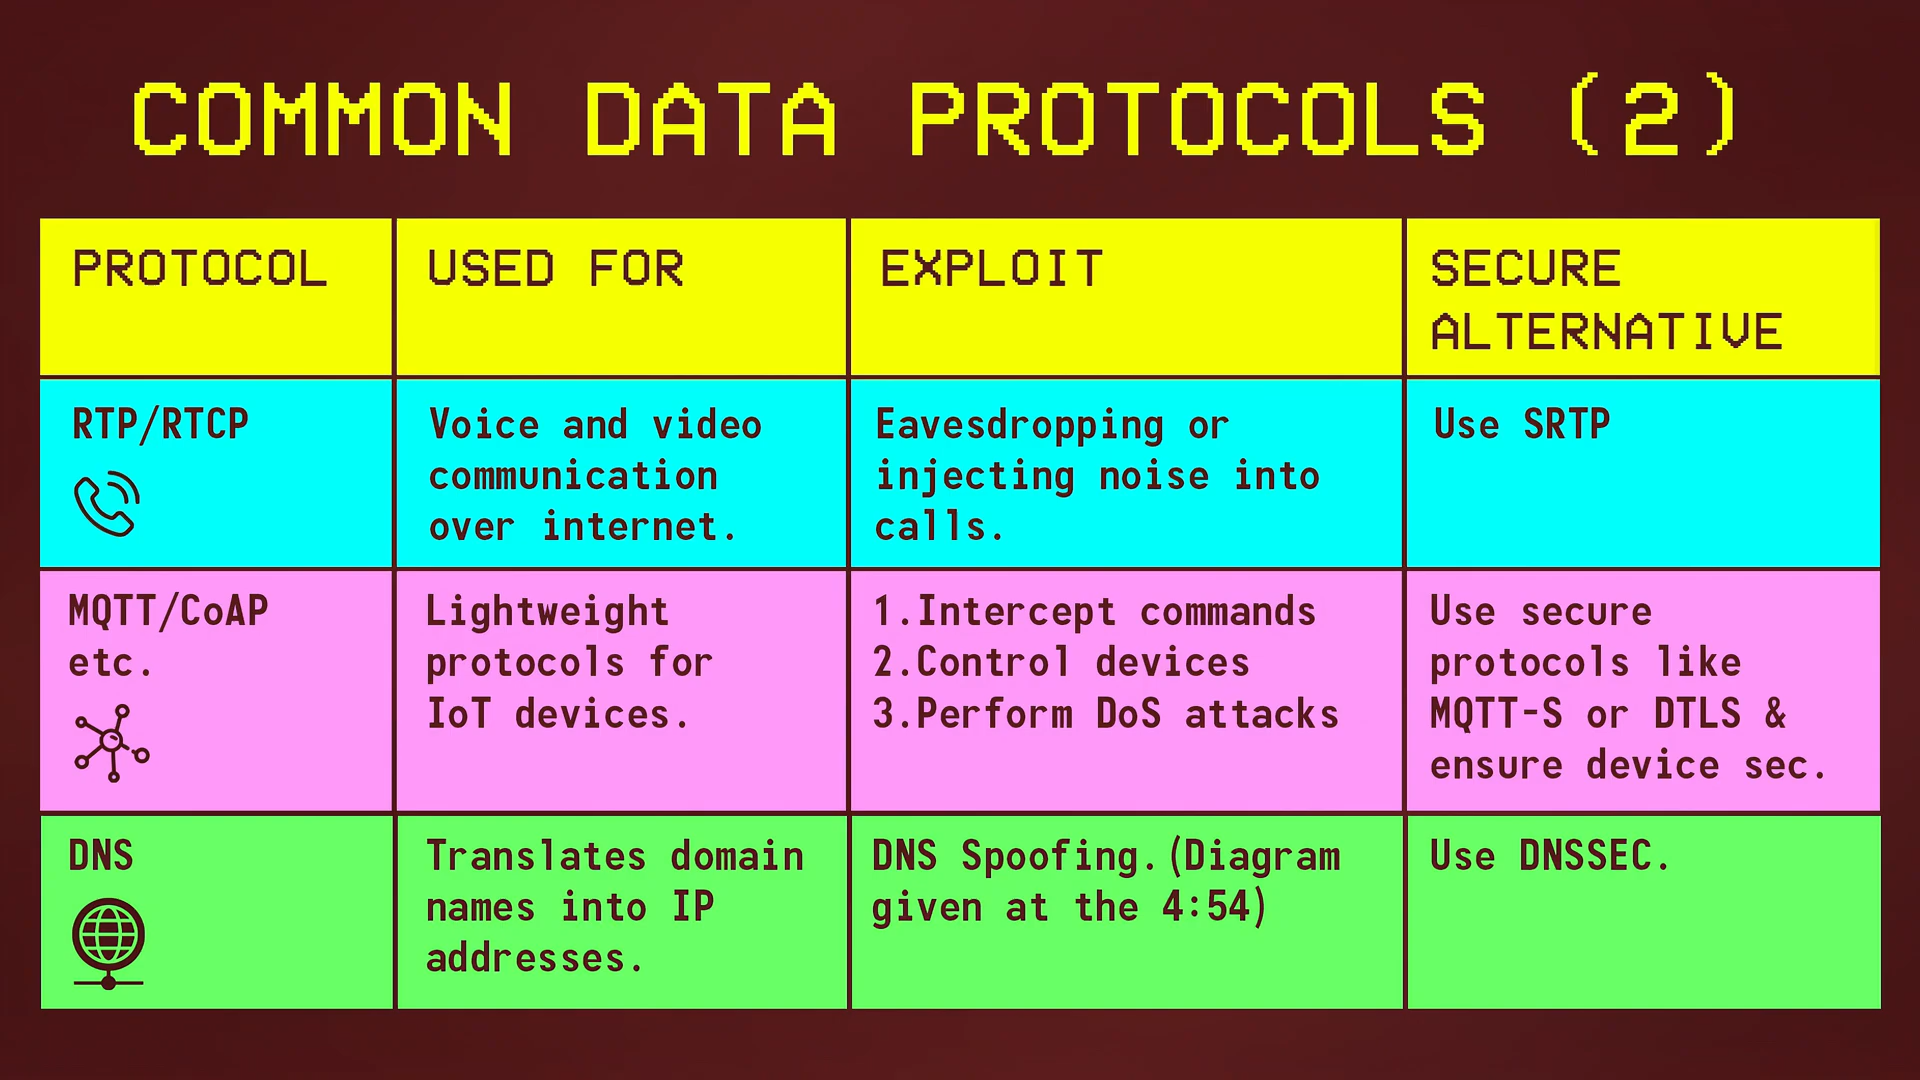 COMMON DATA PROTOCOLS (2)
PROTOCOL
USED FOR
EXPLOIT
SECURE
ALTERNATIVE
RTP/RTCP
Voice and video
communication
over internet.
Eavesdropping or
injecting noise into
calls.
Use SRTP
MQTT/CoAP
etc.
Lightweight
protocols for
IoT devices.
1.Intercept commands
2.Control devices
3.Perform DoS attacks
Use secure
protocols like
MQTT-S or DTLS &
ensure device sec.
DNS
Translates domain
names into IP
addresses.
DNS Spoofing.(Diagram
given at the 4:54)
Use DNSSEC.